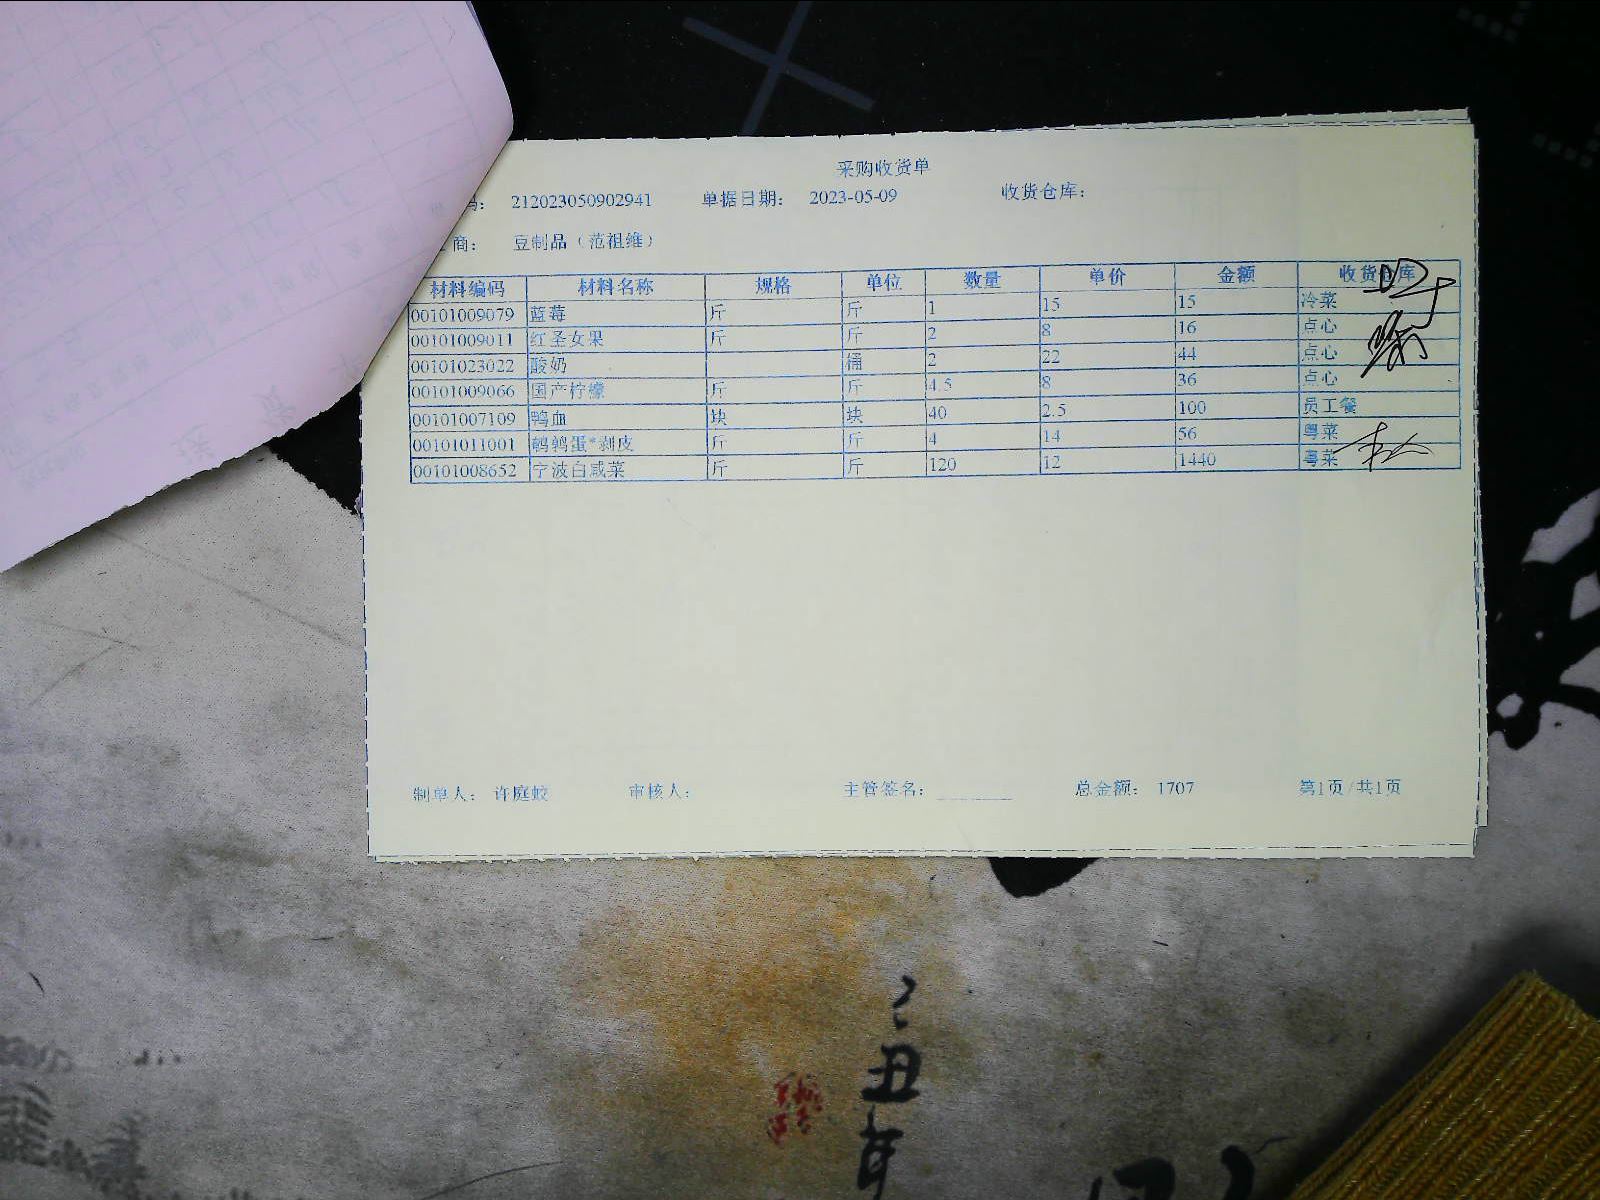 采购收货单
码: 212023050902941 单据日期: 2023-05-09 收货仓库:
商: 豆制品（范祖维）
材料编码 材料名称 规格 单位 数量 单价 金额 收货仓库
00101009079 蓝莓 斤 斤 1 15 15 冷菜
00101009011 红圣女果 斤 斤 2 8 16 点心
00101023022 酸奶 桶 2 22 44 点心
00101009066 国产柠檬 斤 斤 4.5 8 36 点心
00101007109 鸭血 块 块 40 2.5 100 员工餐
00101011001 鹌鹑蛋*剥皮 斤 斤 4 14 56 粤菜
00101008652 宁波白咸菜 斤 斤 120 12 1440 粤菜
制单人: 许庭蛟 审核人: 主管签名: 总金额: 1707 第1页/共1页
丑年